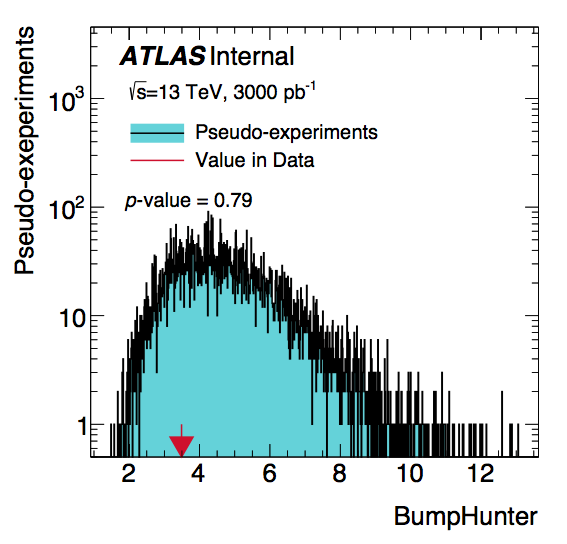 ATLAS Internal
√s=13 TeV, 3000 pb⁻¹
Pseudo-experiments
Value in Data
p-value = 0.79
Pseudo-exeperiments
10³
10²
10
1
2 4 6 8 10 12
BumpHunter